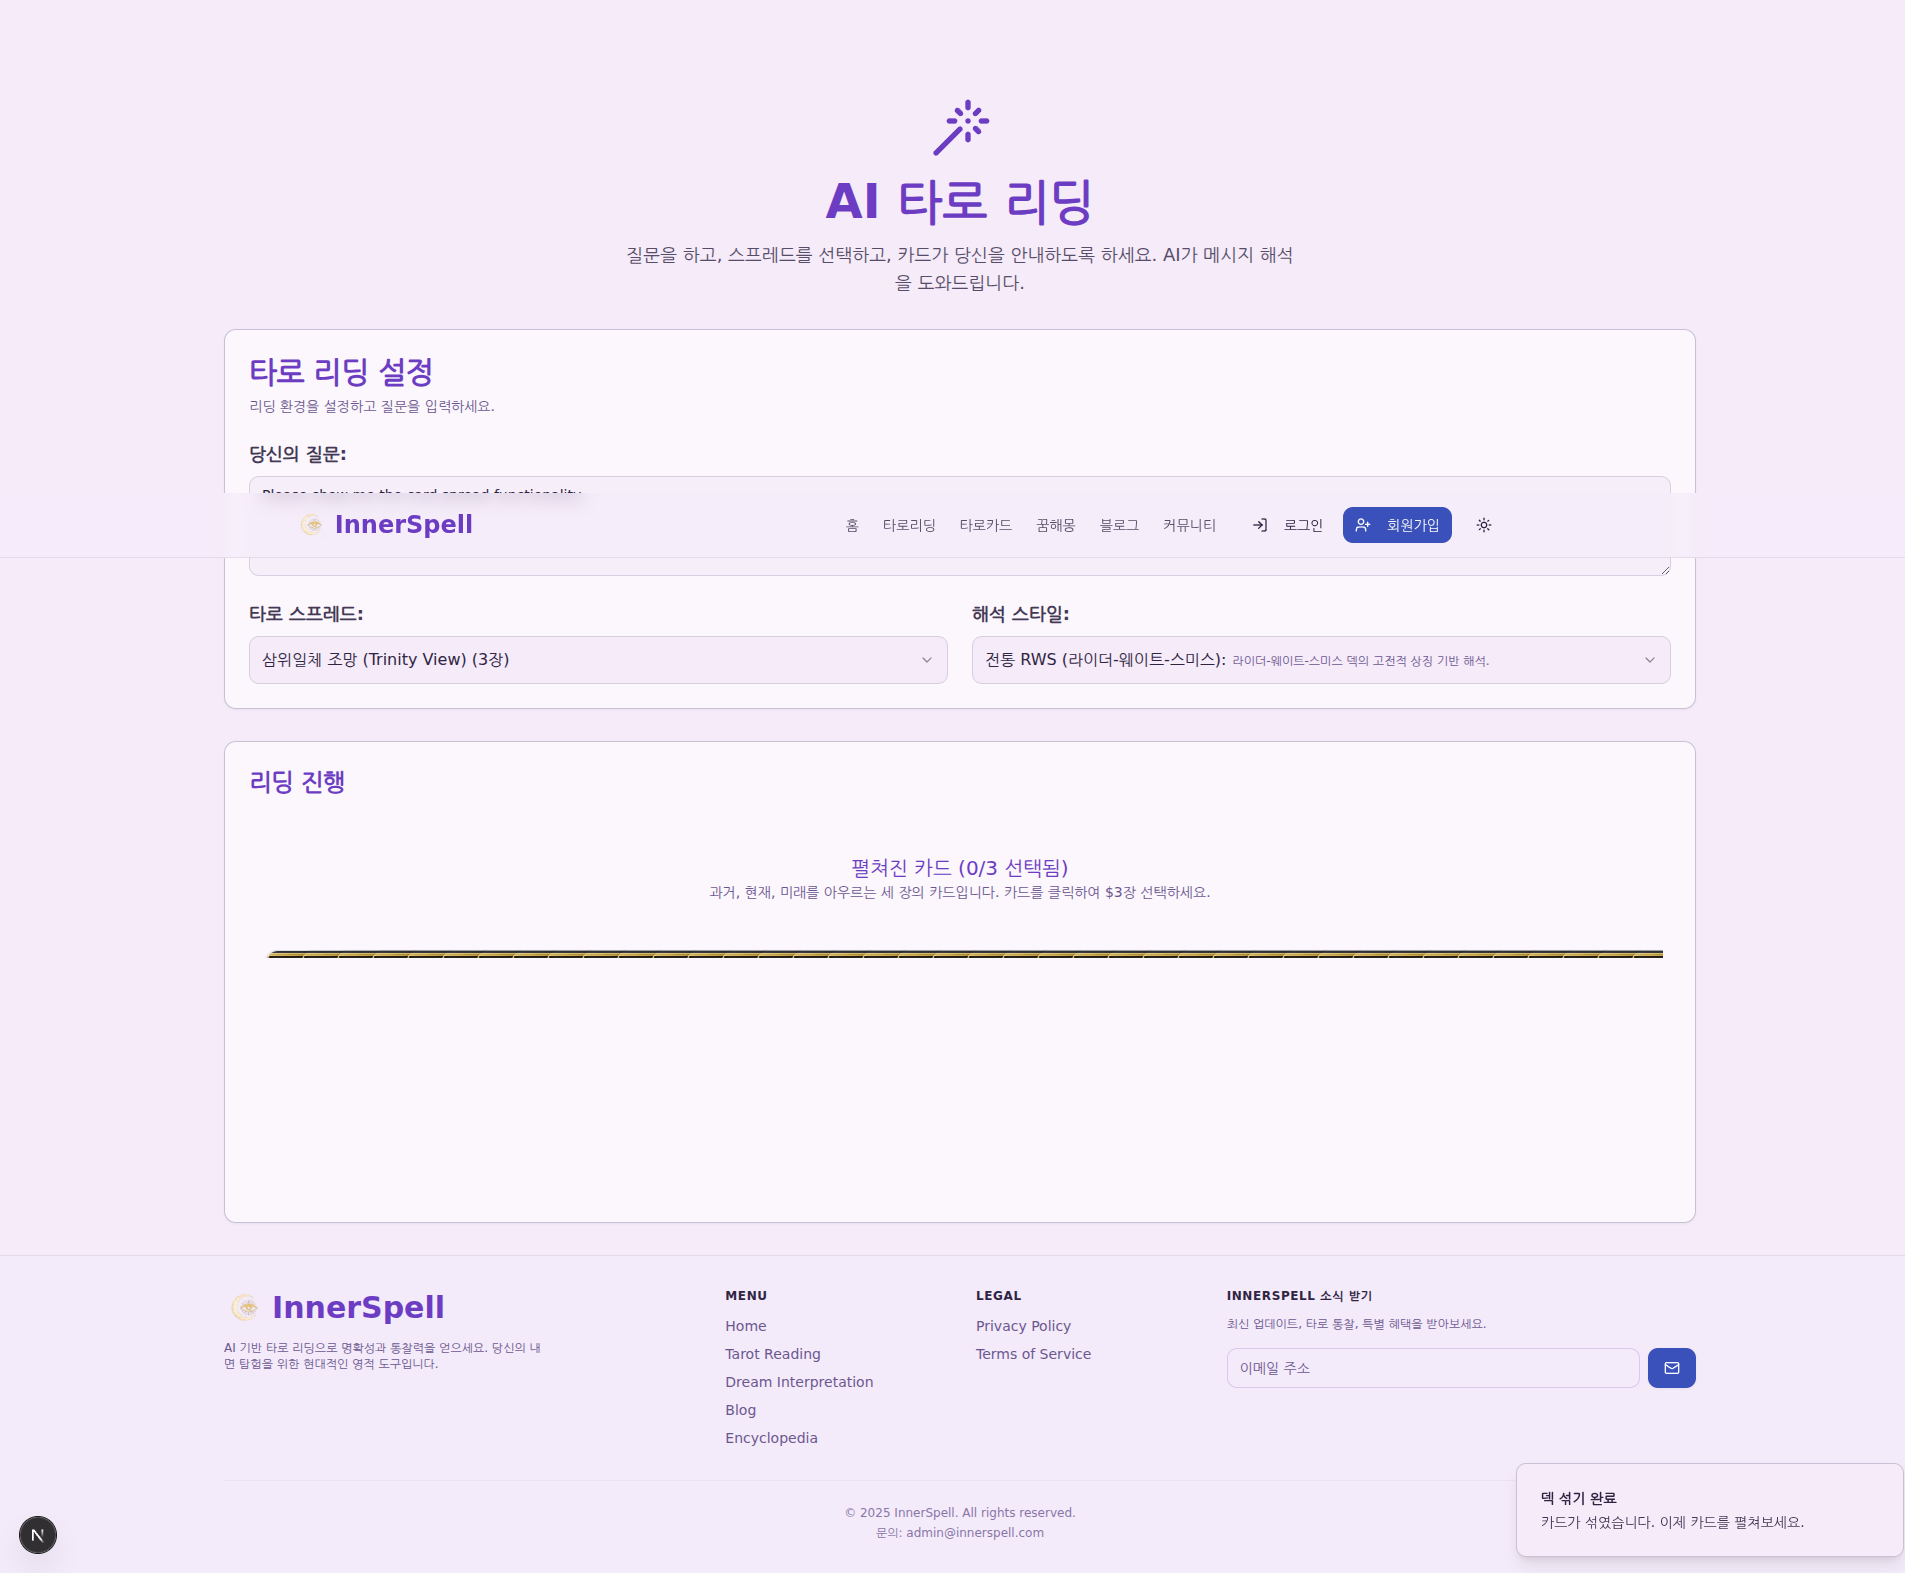 AI 타로 리딩
질문을 하고, 스프레드를 선택하고, 카드가 당신을 안내하도록 하세요. AI가 메시지 해석
을 도와드립니다.
타로 리딩 설정
리딩 환경을 설정하고 질문을 입력하세요.
당신의 질문:
Please show me the card spread functionality
InnerSpell
홈 타로리딩 타로카드 꿈해몽 블로그 커뮤니티 로그인 회원가입
타로 스프레드:
삼위일체 조망 (Trinity View) (3장)
해석 스타일:
전통 RWS (라이더-웨이트-스미스): 라이더-웨이트-스미스 덱의 고전적 상징 기반 해석.
리딩 진행
펼쳐진 카드 (0/3 선택됨)
과거, 현재, 미래를 아우르는 세 장의 카드입니다. 카드를 클릭하여 $3장 선택하세요.
InnerSpell
AI 기반 타로 리딩으로 명확성과 통찰력을 얻으세요. 당신의 내
면 탐험을 위한 현대적인 영적 도구입니다.
MENU
Home
Tarot Reading
Dream Interpretation
Blog
Encyclopedia
LEGAL
Privacy Policy
Terms of Service
INNERSPELL 소식 받기
최신 업데이트, 타로 통찰, 특별 혜택을 받아보세요.
이메일 주소
© 2025 InnerSpell. All rights reserved.
문의: admin@innerspell.com
덱 섞기 완료
카드가 섞였습니다. 이제 카드를 펼쳐보세요.
N